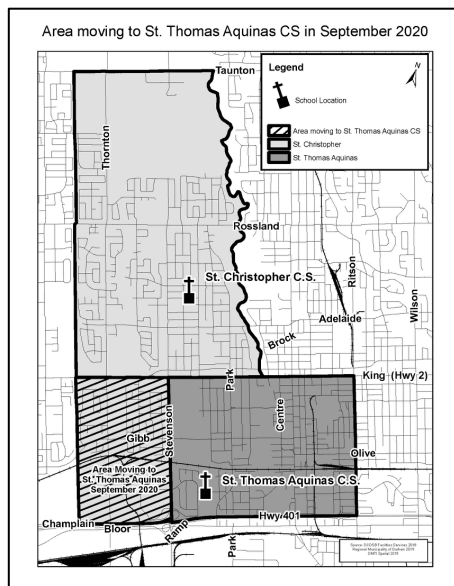 Area moving to St. Thomas Aquinas CS in September 2020
Taunton
Legend
N
School Location
Area moving to St. Thomas Aquinas CS
St. Christopher
St. Thomas Aquinas
Thornton
Rossland
St. Christopher C.S.
Ritson
Wilson
Adelaide
Brock
Park
King (Hwy 2)
Stevenson
Centre
Gibb
Olive
Area Moving to
St. Thomas Aquinas
September 2020
St. Thomas Aquinas C.S.
Hwy 401
Champlain
Bloor
Ramp
Park